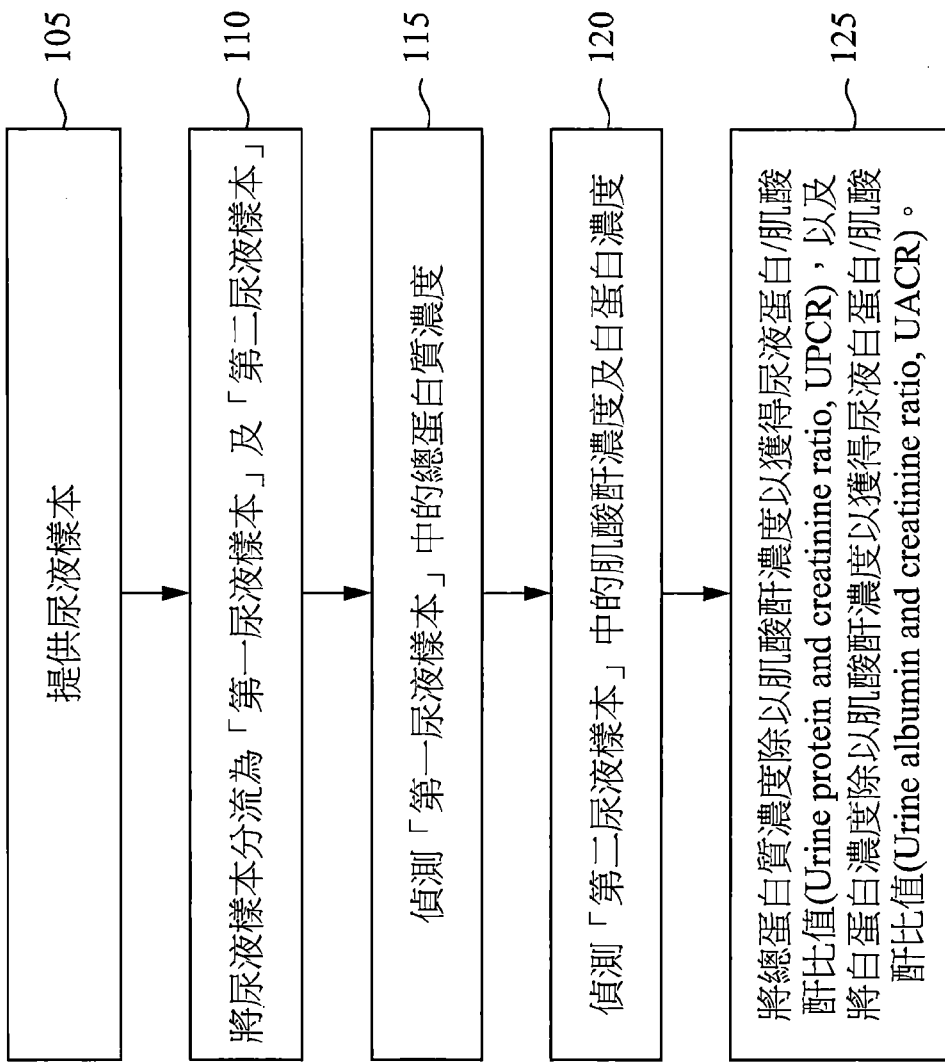 提供尿液樣本
105
將尿液樣本分流為「第一尿液樣本」及「第二尿液樣本」
110
偵測「第一尿液樣本」中的總蛋白質濃度
115
偵測「第二尿液樣本」中的肌酸酐濃度及白蛋白濃度
120
將總蛋白質濃度除以肌酸酐濃度以獲得尿液蛋白/肌酸
酐比值(Urine protein and creatinine ratio, UPCR)，以及
將白蛋白濃度除以肌酸酐濃度以獲得尿液白蛋白/肌酸
酐比值(Urine albumin and creatinine ratio, UACR)。
125